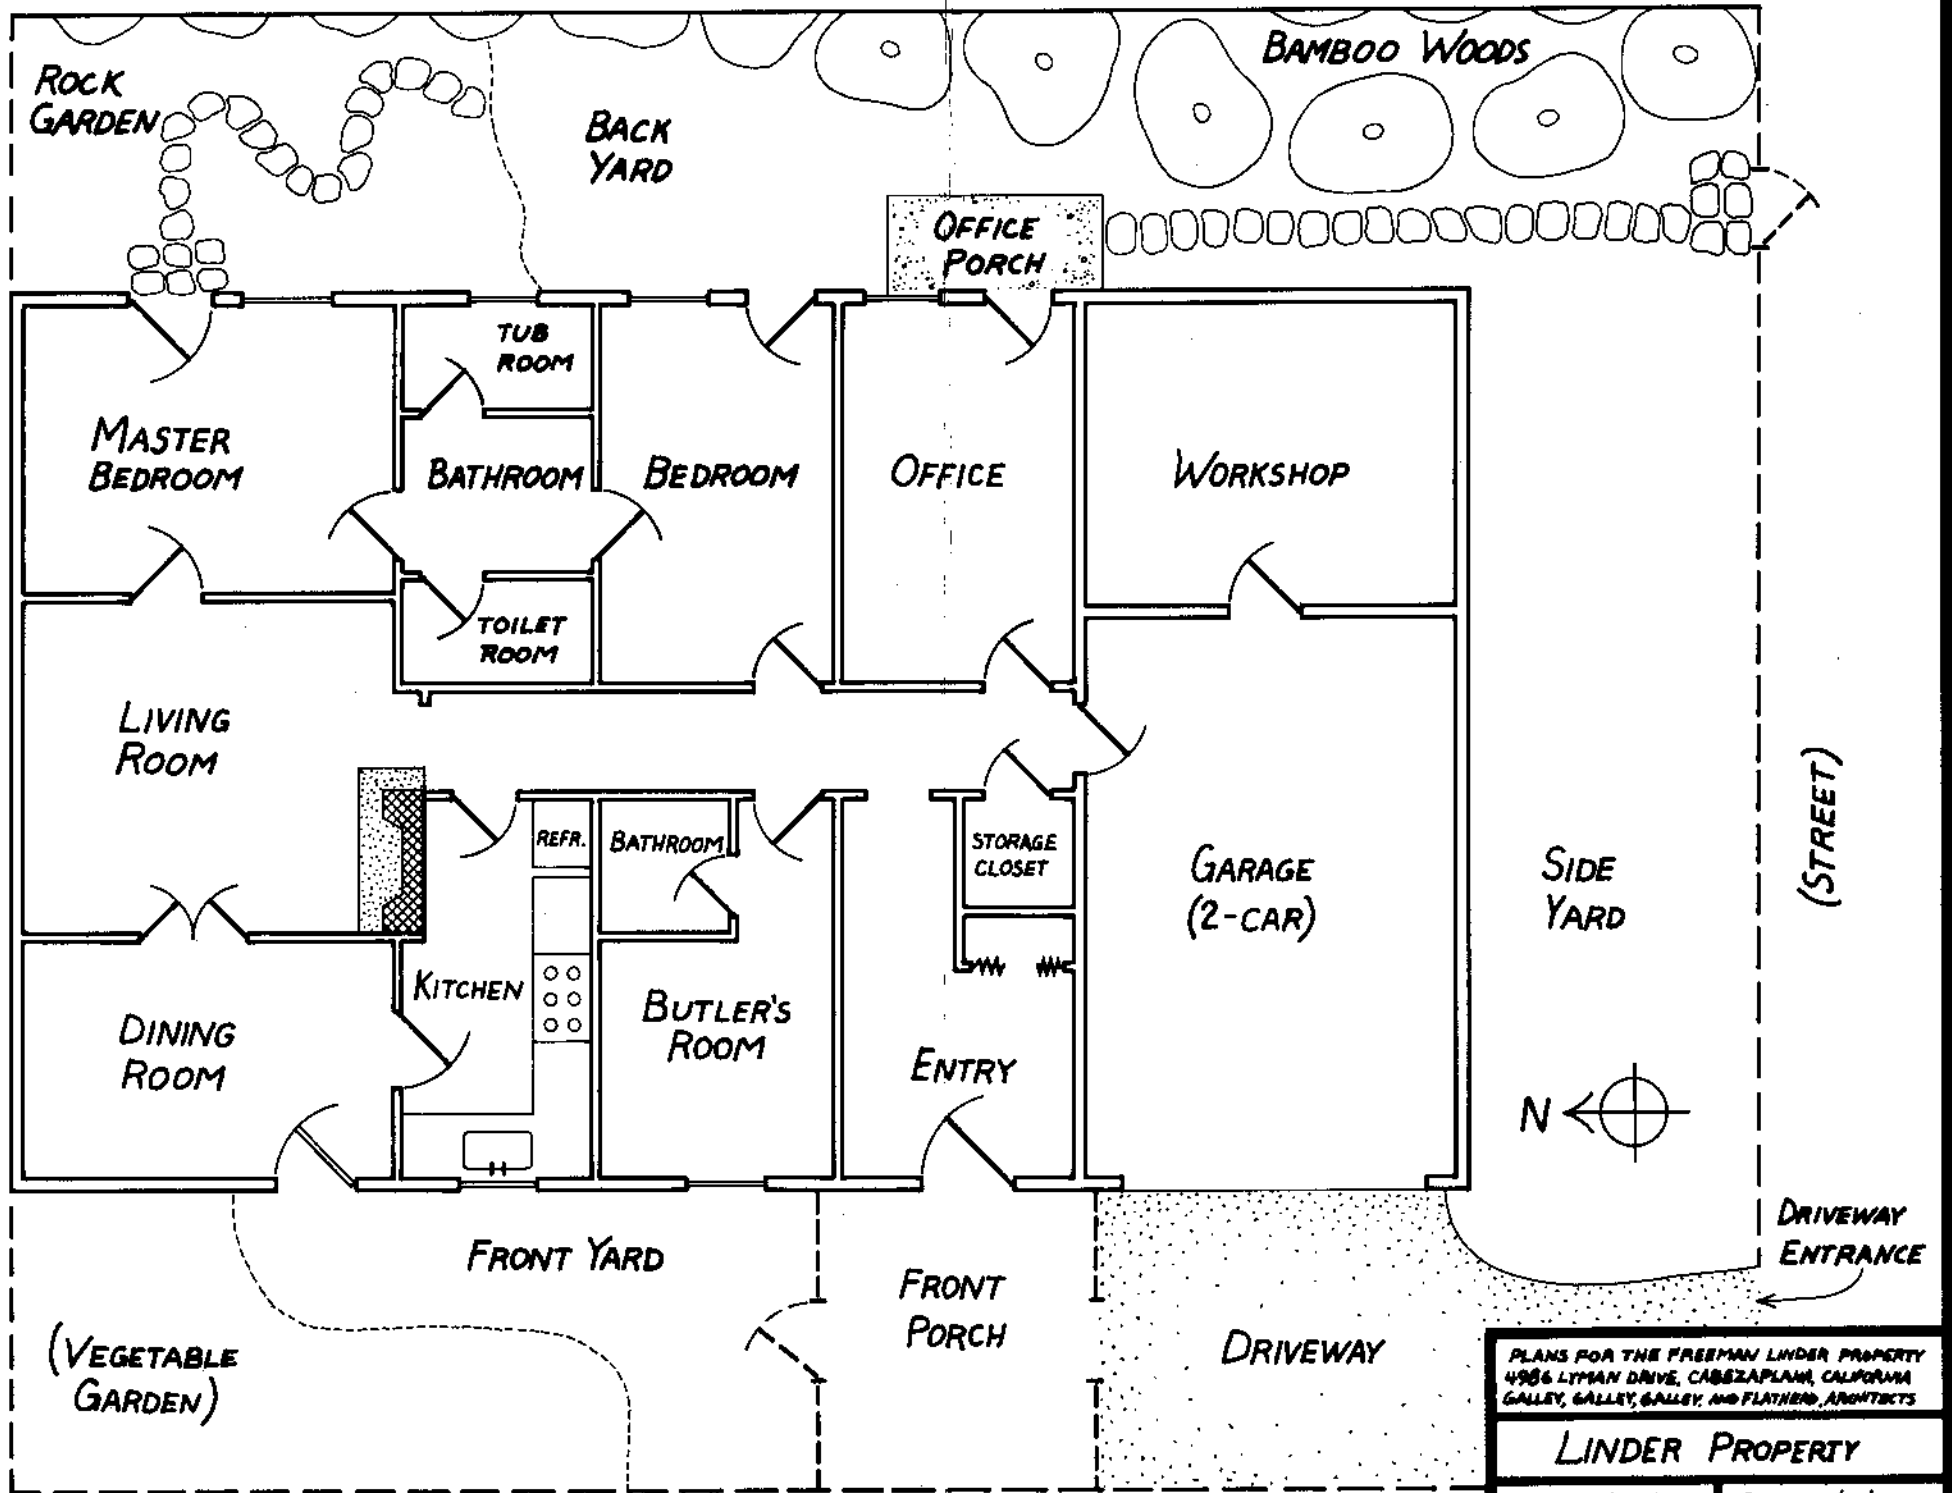 BAMBOO WOODS
ROCK
GARDEN
BACK
YARD
OFFICE
PORCH
TUB
ROOM
MASTER
BEDROOM
BATHROOM
BEDROOM
OFFICE
WORKSHOP
TOILET
ROOM
LIVING
ROOM
REFR.
BATHROOM
STORAGE
CLOSET
GARAGE
(2-CAR)
SIDE
YARD
(STREET)
KITCHEN
DINING
ROOM
BUTLER'S
ROOM
ENTRY
N
DRIVEWAY
ENTRANCE
FRONT YARD
FRONT
PORCH
DRIVEWAY
(VEGETABLE
GARDEN)
PLANS FOR THE FREEMAN LINDER PROPERTY
4986 LYMAN DRIVE, CABEZAPLANA, CALIFORNIA
GALLEY, GALLEY, GALLEY, AND FLATHEAD, ARCHITECTS
LINDER PROPERTY